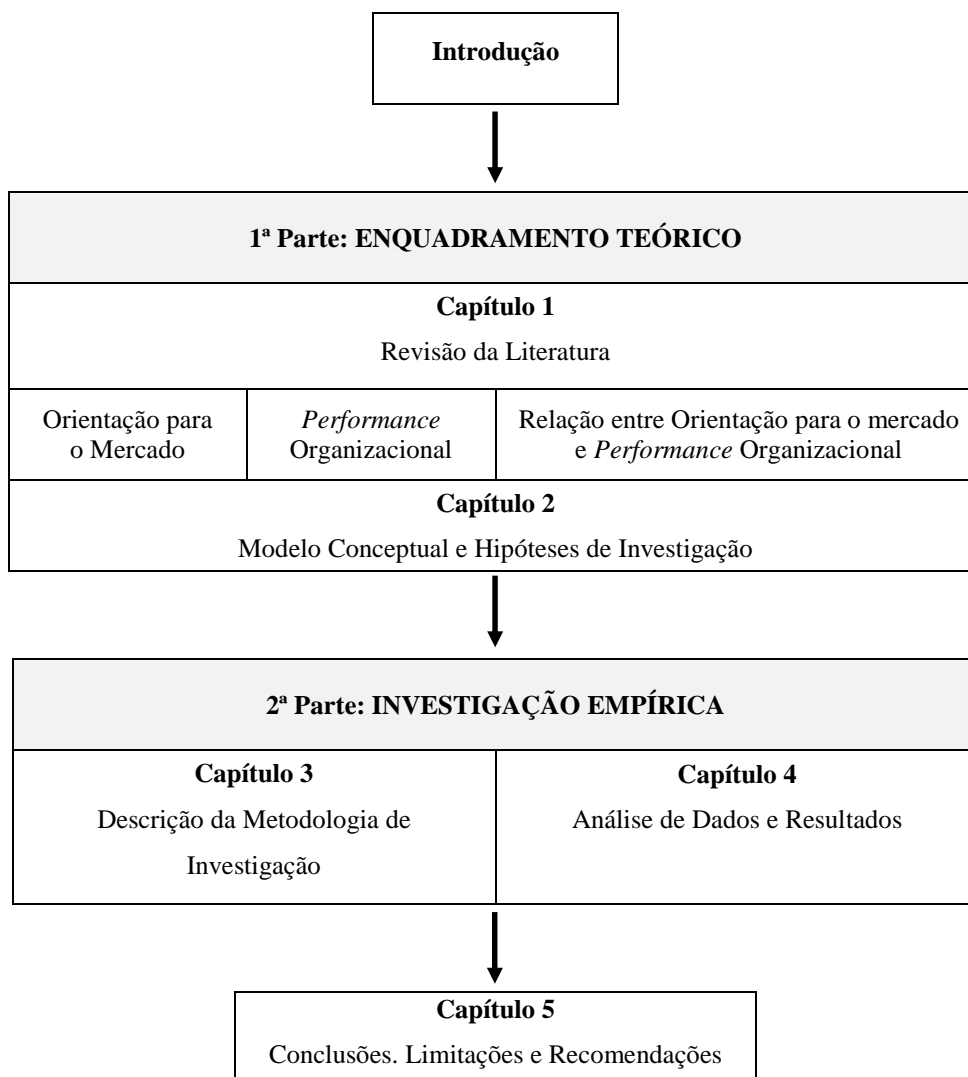 Introdução
1ª Parte: ENQUADRAMENTO TEÓRICO
Capítulo 1
Revisão da Literatura
Orientação para
o Mercado
Performance
Organizacional
Relação entre Orientação para o mercado
e Performance Organizacional
Capítulo 2
Modelo Conceptual e Hipóteses de Investigação
2ª Parte: INVESTIGAÇÃO EMPÍRICA
Capítulo 3
Descrição da Metodologia de
Investigação
Capítulo 4
Análise de Dados e Resultados
Capítulo 5
Conclusões. Limitações e Recomendações